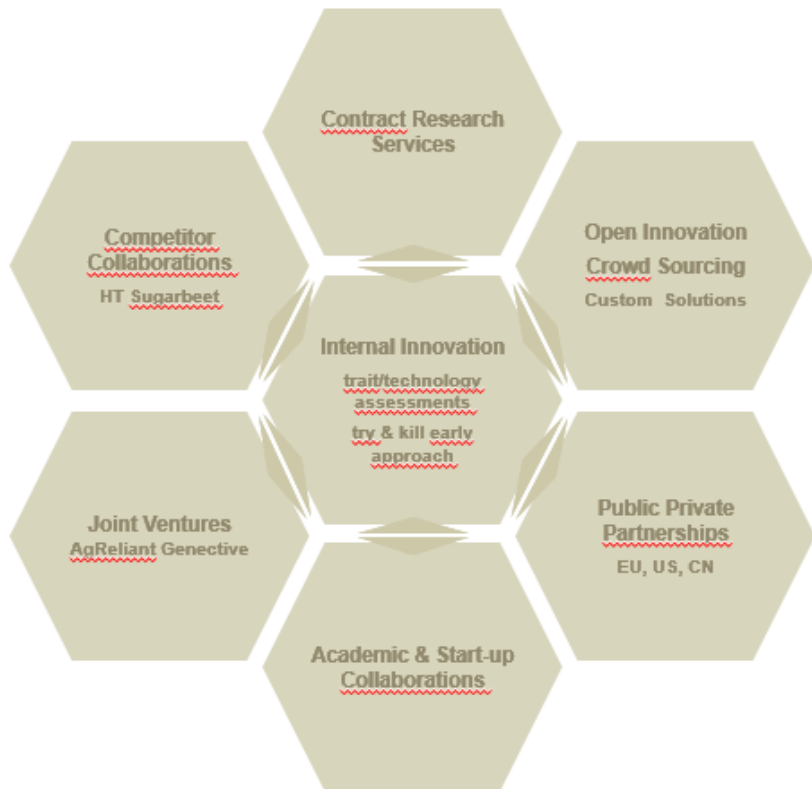 Contract Research
Services
Competitor
Collaborations
HT Sugarbeet
Open Innovation
Crowd Sourcing
Custom Solutions
Internal Innovation
trait/technology
assessments
try & kill early
approach
Joint Ventures
AgReliant Genective
Public Private
Partnerships
EU, US, CN
Academic & Start-up
Collaborations